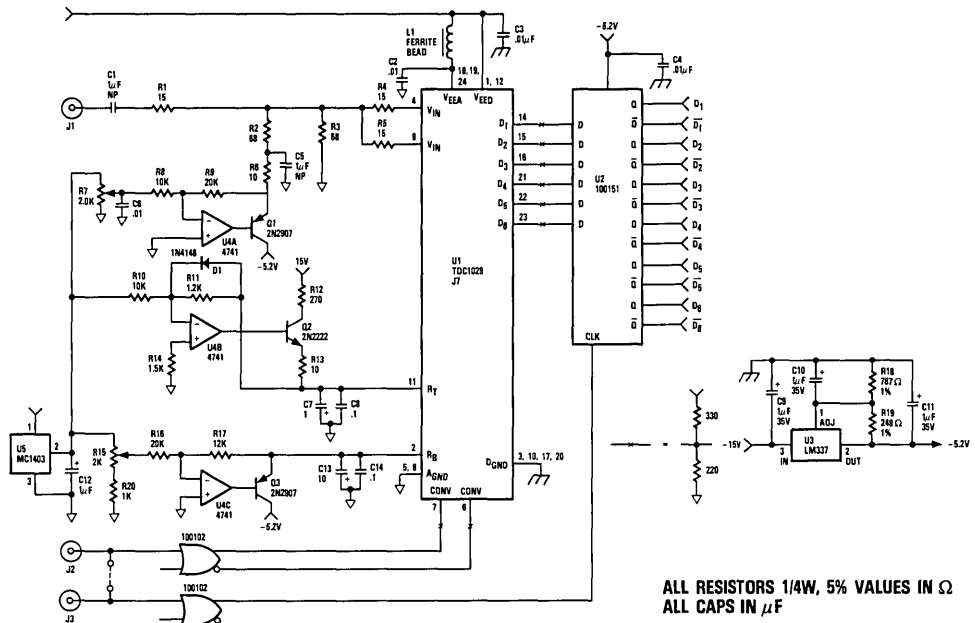 L1
FERRITE
BEAD
C3
.01µF
-5.2V
C4
.01µF
C2
.01
18, 19,
24
1, 12
VEEA
VEED
J1
C1
1µF
NP
R1
15
R2
68
R3
68
R4
15
R5
15
4
VIN
9
VIN
R6
10
C5
1µF
NP
R7
2.0K
C6
.01
R8
10K
R9
20K
U4A
4741
Q1
2N2907
-5.2V
1N4148
D1
15V
R10
10K
R11
1.2K
R12
270
U4B
4741
Q2
2N2222
R13
10
R14
1.5K
C7
1
C8
.1
11
RT
U1
TDC1029
J7
D1
14
D2
15
D3
16
D4
21
D5
22
D6
23
D
D
D
D
D
D
U2
100151
CLK
Q
D1
Q̅
D̅1
Q
D2
Q̅
D̅2
Q
D3
Q̅
D̅3
Q
D4
Q̅
D̅4
Q
D5
Q̅
D̅5
Q
D6
Q̅
D̅6
U5
MC1403
1
2
3
C12
1µF
R15
2K
R20
1K
R16
20K
R17
12K
U4C
4741
Q3
2N2907
-5.2V
C13
10
C14
.1
2
RB
5, 8
AGND
DGND
3, 10, 17, 20
CONV
CONV
7
6
J2
100102
J3
100102
330
220
-15V
C9
1µF
35V
C10
1µF
35V
R18
787 Ω
1%
R19
248 Ω
1%
C11
1µF
35V
1
ADJ
U3
LM337
3
IN
2
OUT
-5.2V
ALL RESISTORS 1/4W, 5% VALUES IN Ω
ALL CAPS IN µF